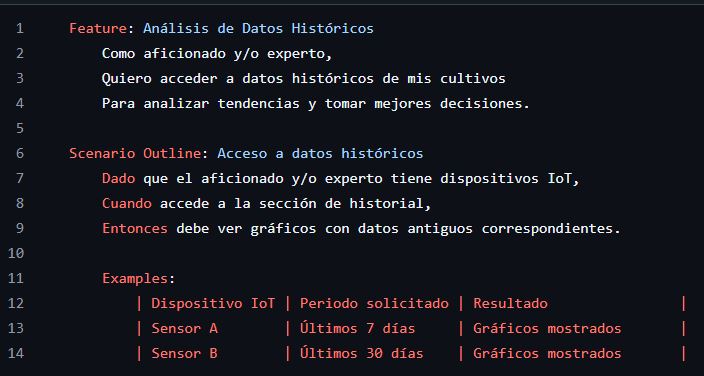 1 Feature: Análisis de Datos Históricos
2 Como aficionado y/o experto,
3 Quiero acceder a datos históricos de mis cultivos
4 Para analizar tendencias y tomar mejores decisiones.
5
6 Scenario Outline: Acceso a datos históricos
7 Dado que el aficionado y/o experto tiene dispositivos IoT,
8 Cuando accede a la sección de historial,
9 Entonces debe ver gráficos con datos antiguos correspondientes.
10
11 Examples:
12 | Dispositivo IoT | Periodo solicitado | Resultado |
13 | Sensor A | Últimos 7 días | Gráficos mostrados |
14 | Sensor B | Últimos 30 días | Gráficos mostrados |